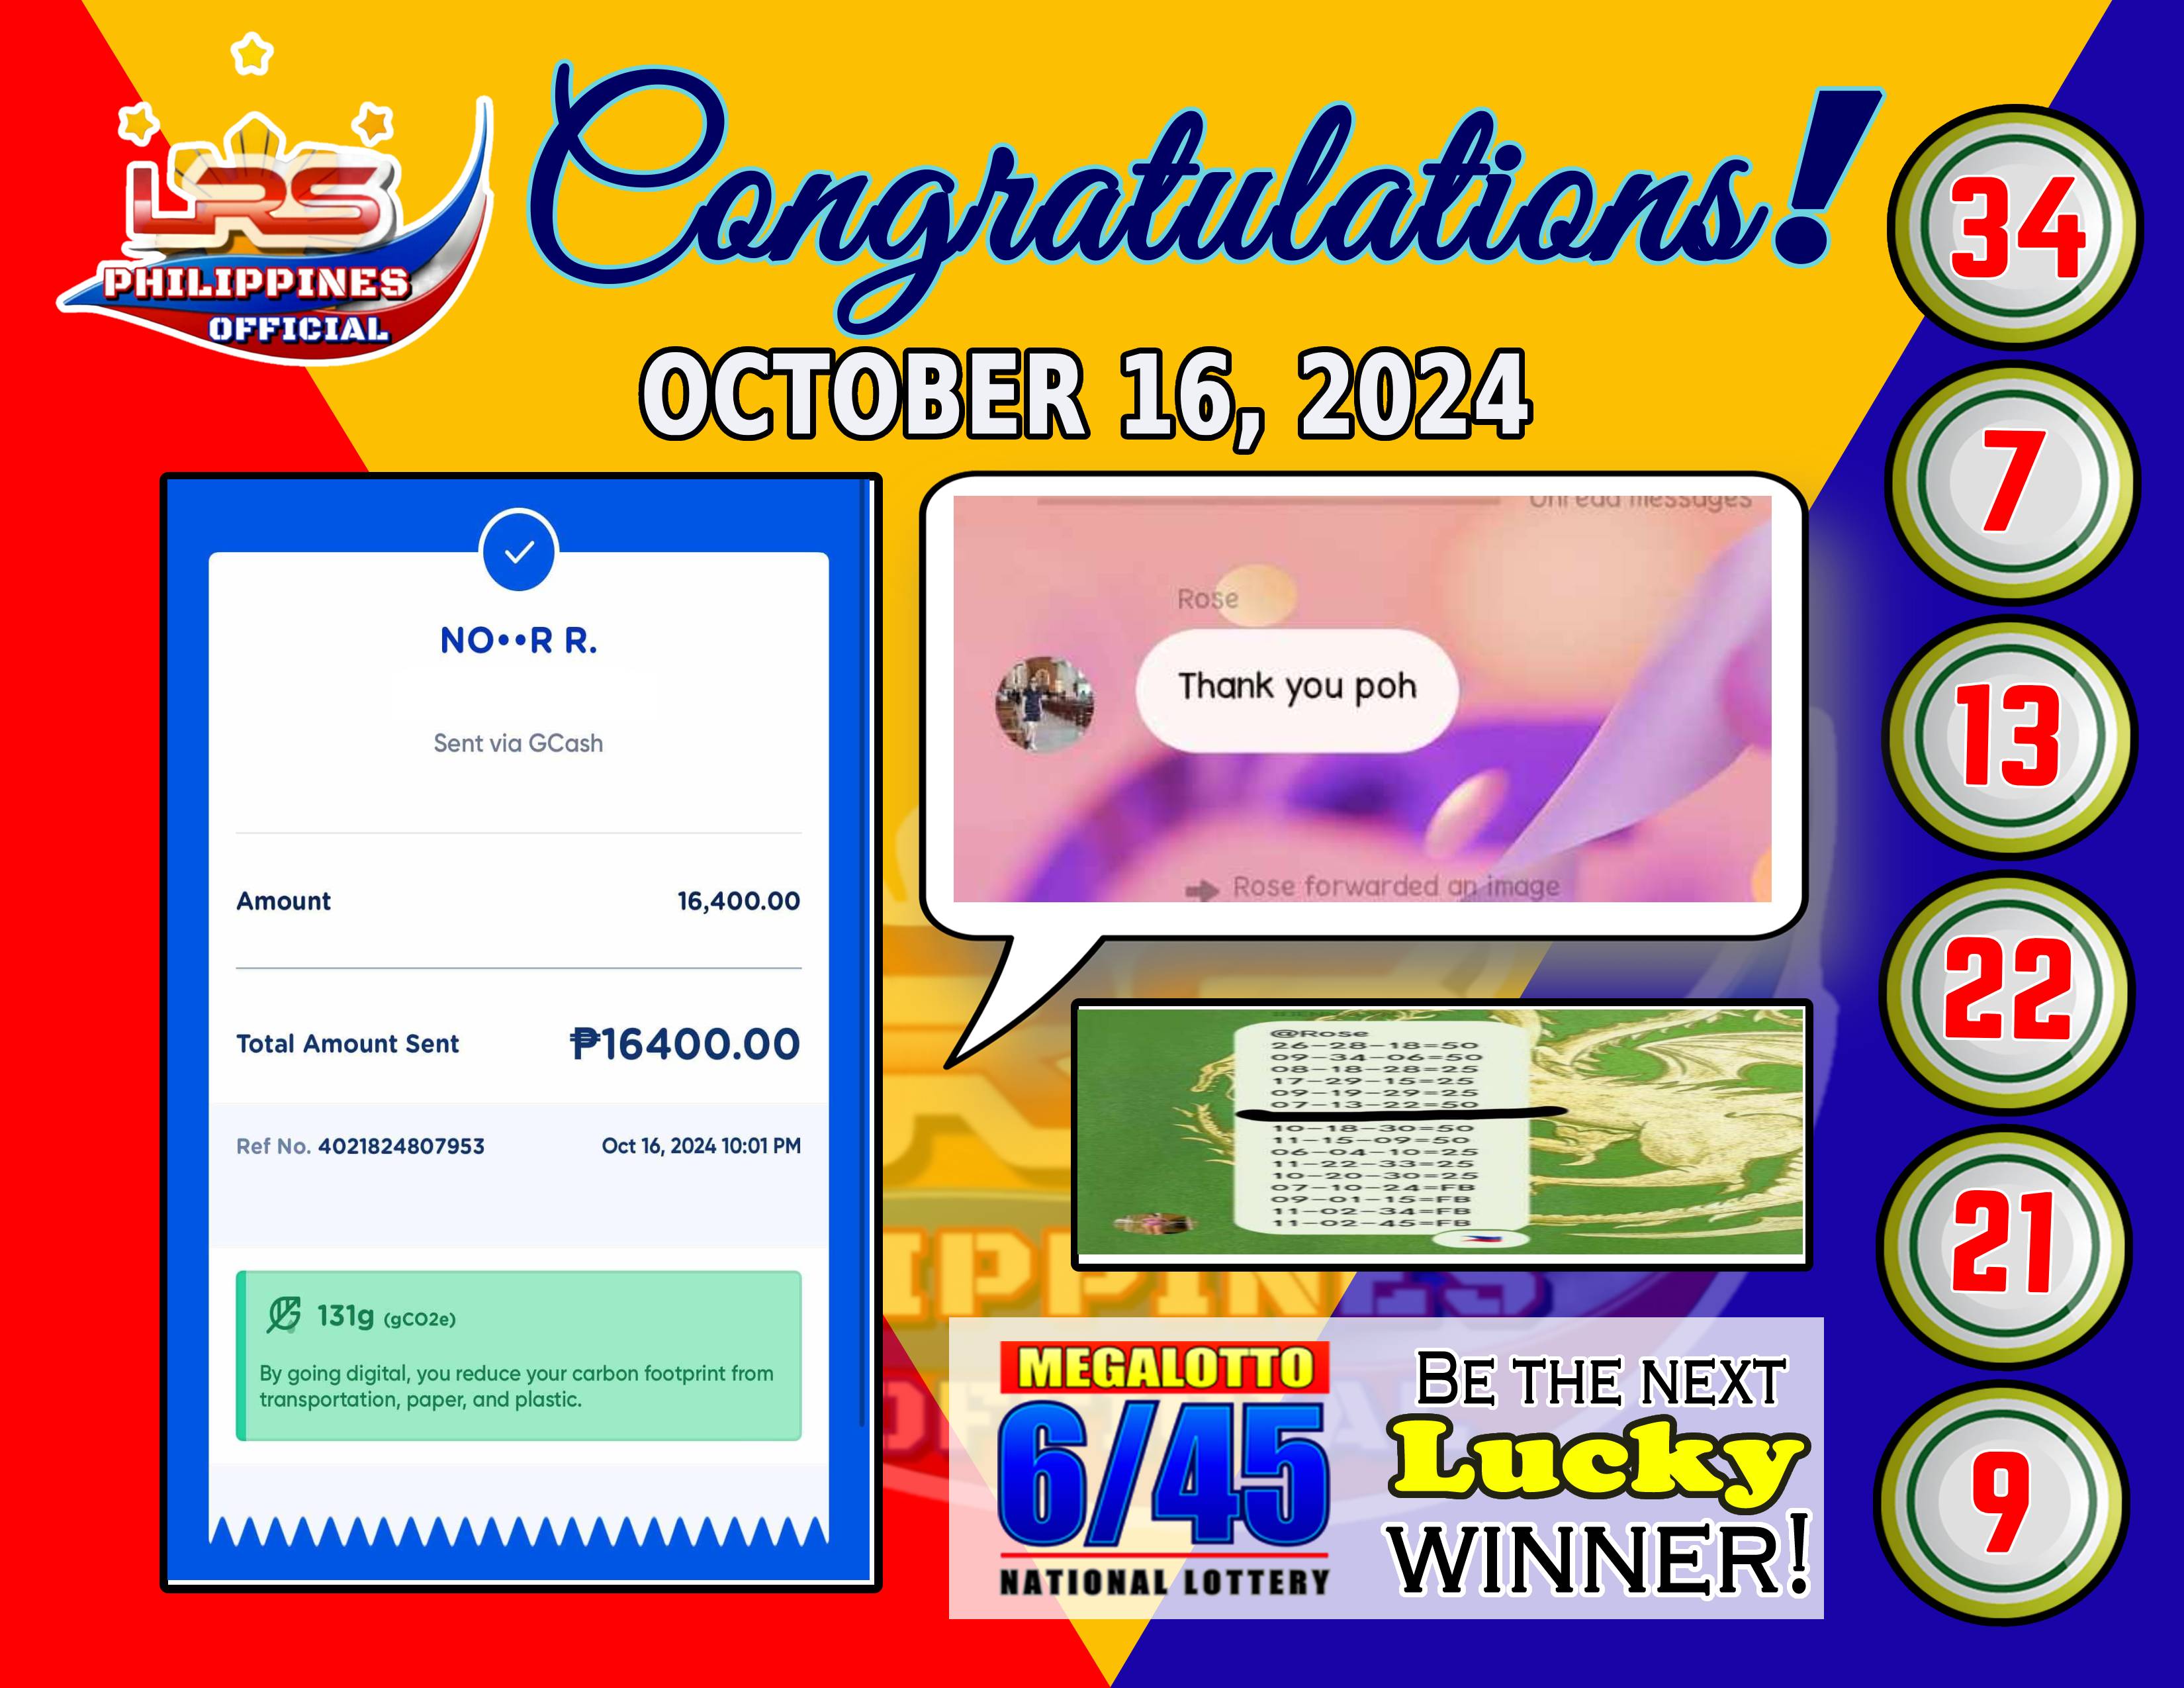 LRS
PHILIPPINES
OFFICIAL
Congratulations!
OCTOBER 16, 2024
NO••R R.
Sent via GCash
Amount 16,400.00
Total Amount Sent ₱16400.00
Ref No. 4021824807953 Oct 16, 2024 10:01 PM
131g (gCO2e)
By going digital, you reduce your carbon footprint from
transportation, paper, and plastic.
Unread messages
Rose
Thank you poh
Rose forwarded an image
@Rose
26-28-18=50
09-34-06=50
08-18-28=25
17-29-15=25
09-19-29=25
07-13-22=50
10-18-30=50
11-15-09=50
06-04-10=25
11-22-33=25
10-20-30=25
07-10-24=FB
09-01-15=FB
11-02-34=FB
11-02-45=FB
MEGALOTTO
6/45
NATIONAL LOTTERY
BE THE NEXT
Lucky
WINNER!
34
7
13
22
21
9